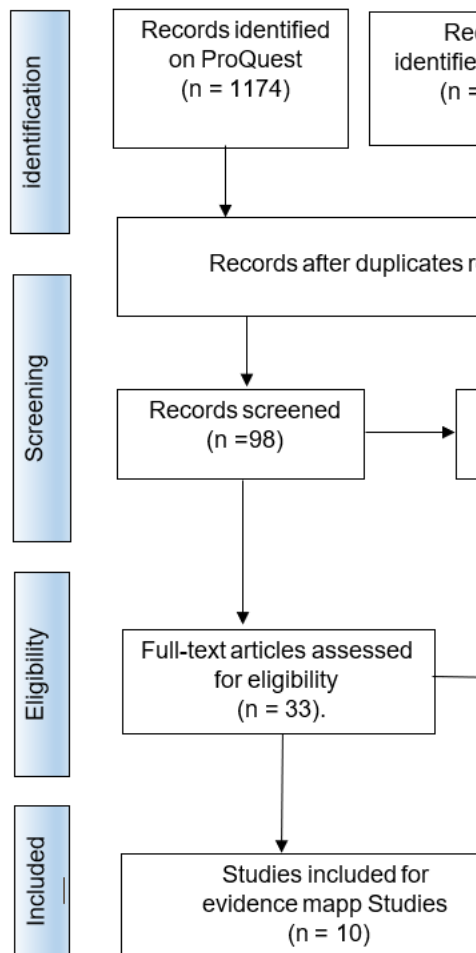 identification
Records identified
on ProQuest
(n = 1174)
identifie
(n =
Records after duplicates r
Screening
Records screened
(n =98)
Eligibility
Full-text articles assessed
for eligibility
(n = 33).
Included
Studies included for
evidence mapp Studies
(n = 10)